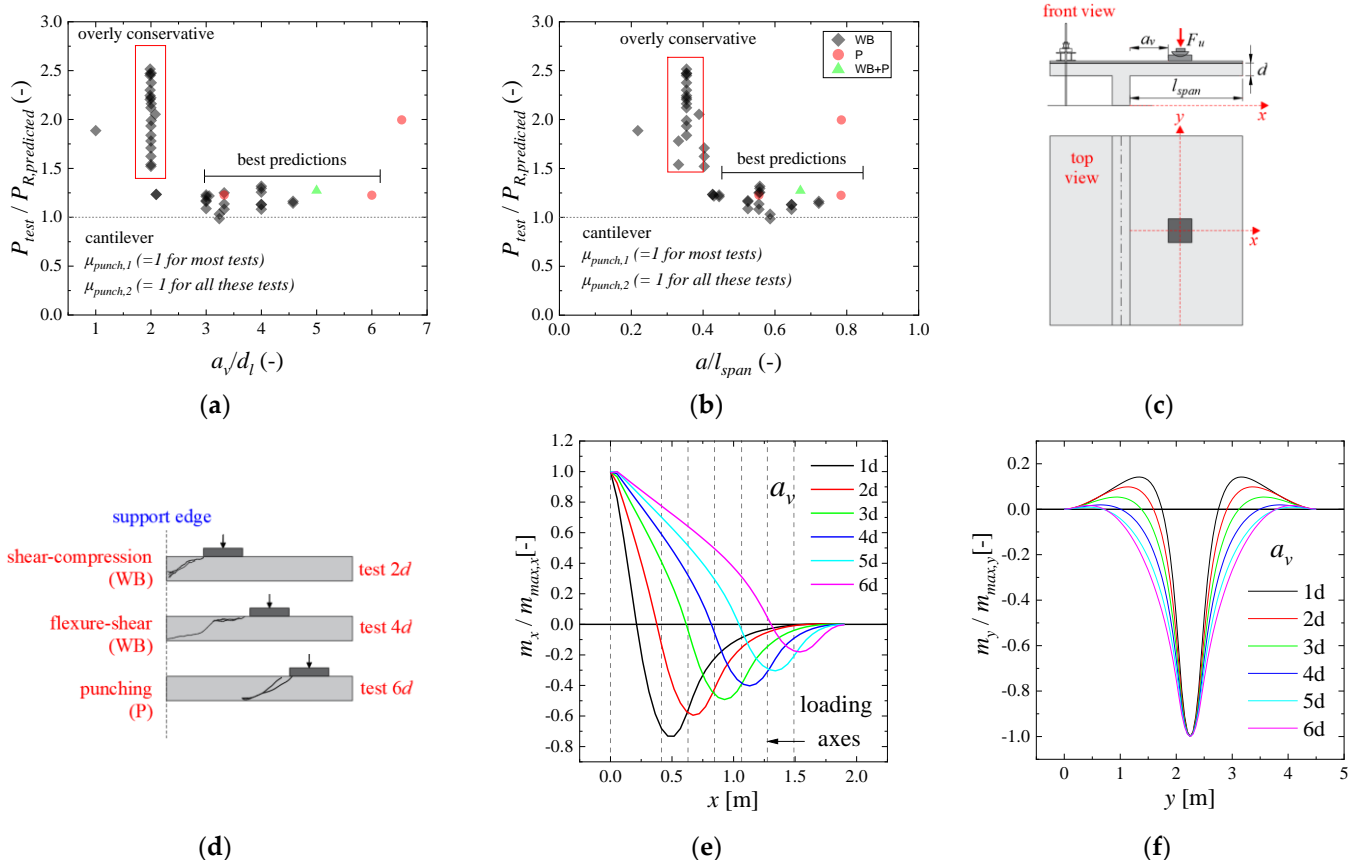 3.0
2.5
2.0
1.5
1.0
0.5
0.0
P_test / P_R,predicted (-)
overly conservative
best predictions
cantilever
μ_punch,1 (=1 for most tests)
μ_punch,2 (= 1 for all these tests)
1 2 3 4 5 6 7
a_v/d_l (-)
(a)
3.0
2.5
2.0
1.5
1.0
0.5
0.0
P_test / P_R,predicted (-)
overly conservative
WB
P
WB+P
best predictions
cantilever
μ_punch,1 (=1 for most tests)
μ_punch,2 (= 1 for all these tests)
0.0 0.2 0.4 0.6 0.8 1.0
a/l_span (-)
(b)
front view
a_v
F_u
d
l_span
x
y
top
view
x
(c)
support edge
shear-compression
(WB)
test 2d
flexure-shear
(WB)
test 4d
punching
(P)
test 6d
(d)
1.2
1.0
0.8
0.6
0.4
0.2
0.0
-0.2
-0.4
-0.6
-0.8
m_x / m_max,x[-]
a_v
1d
2d
3d
4d
5d
6d
loading
axes
0.0 0.5 1.0 1.5 2.0
x [m]
(e)
0.2
0.0
-0.2
-0.4
-0.6
-0.8
-1.0
m_y / m_max,y[-]
a_v
1d
2d
3d
4d
5d
6d
0 1 2 3 4 5
y [m]
(f)